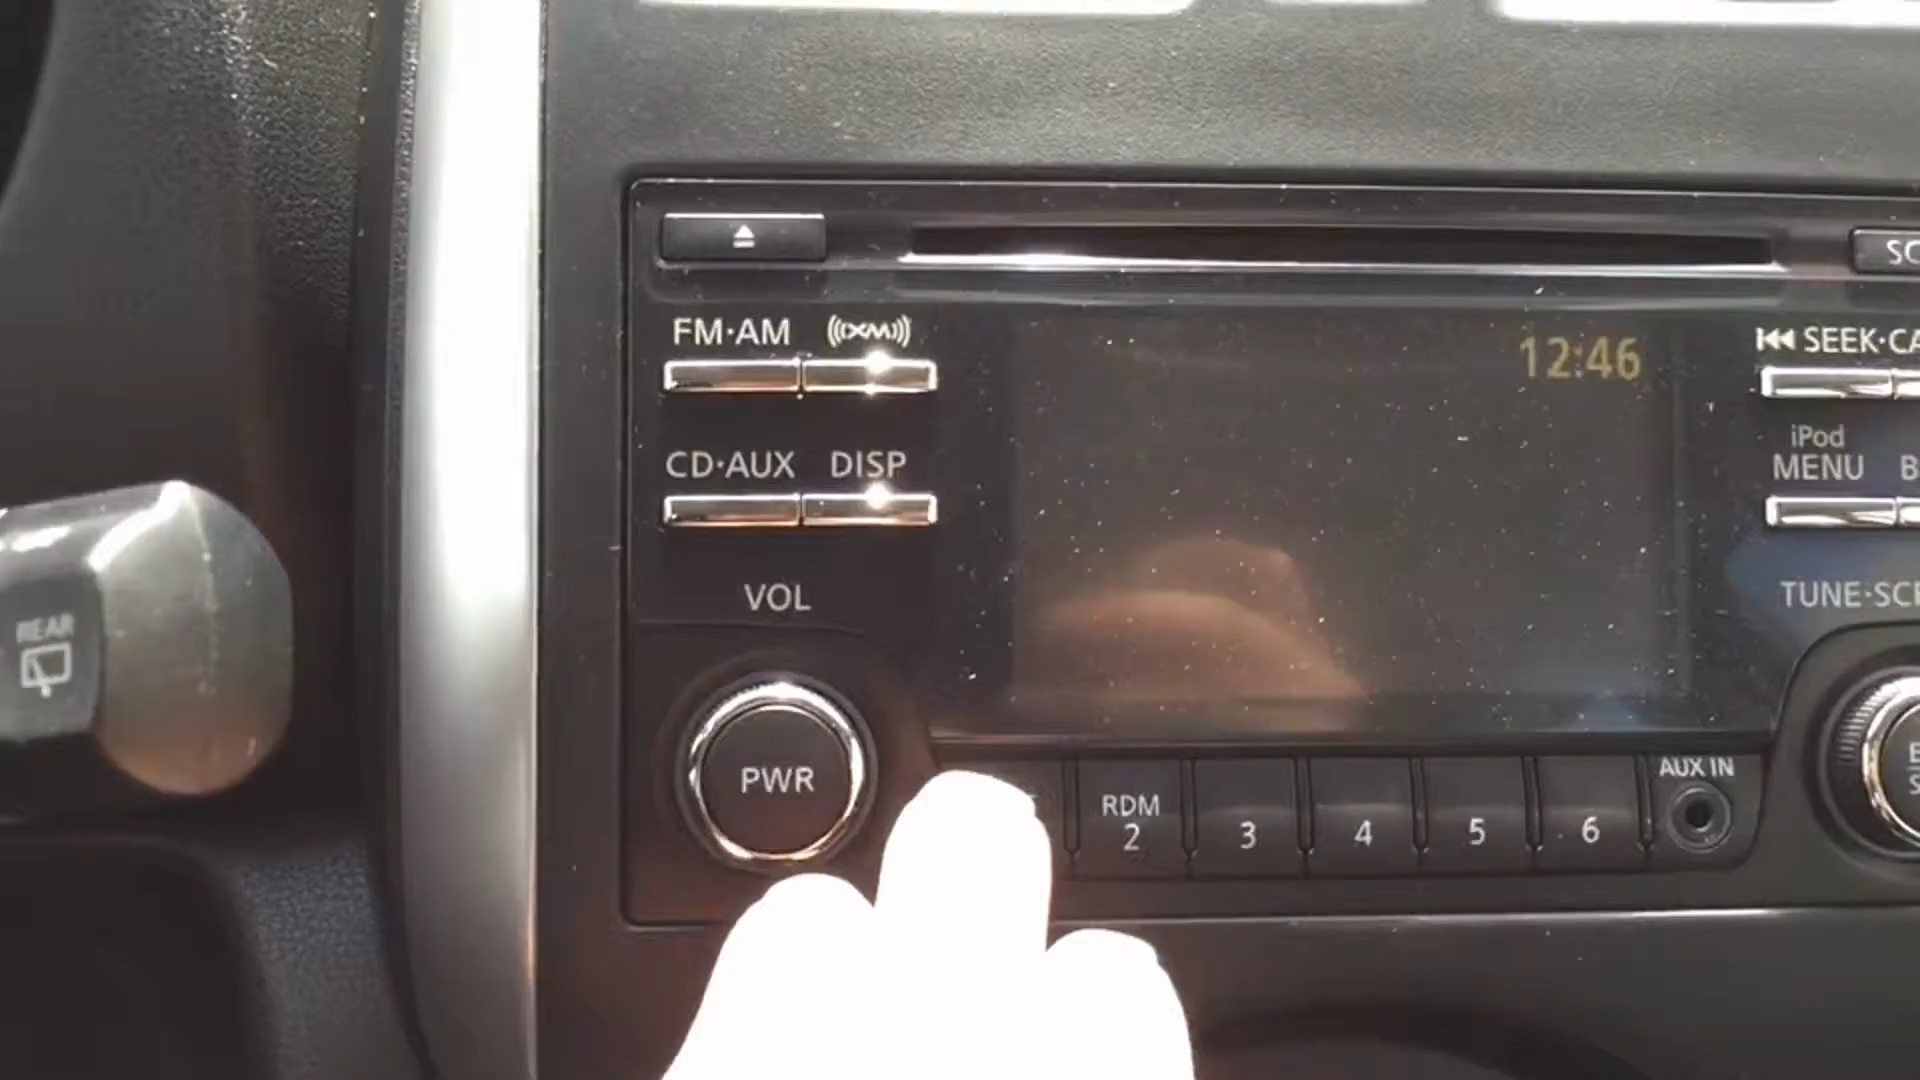 SC
FM·AM
XM
12:46
SEEK·CA
CD·AUX
DISP
iPod
MENU
B
VOL
TUNE·SCR
REAR
PWR
AUX IN
RDM
2
3
4
5
6